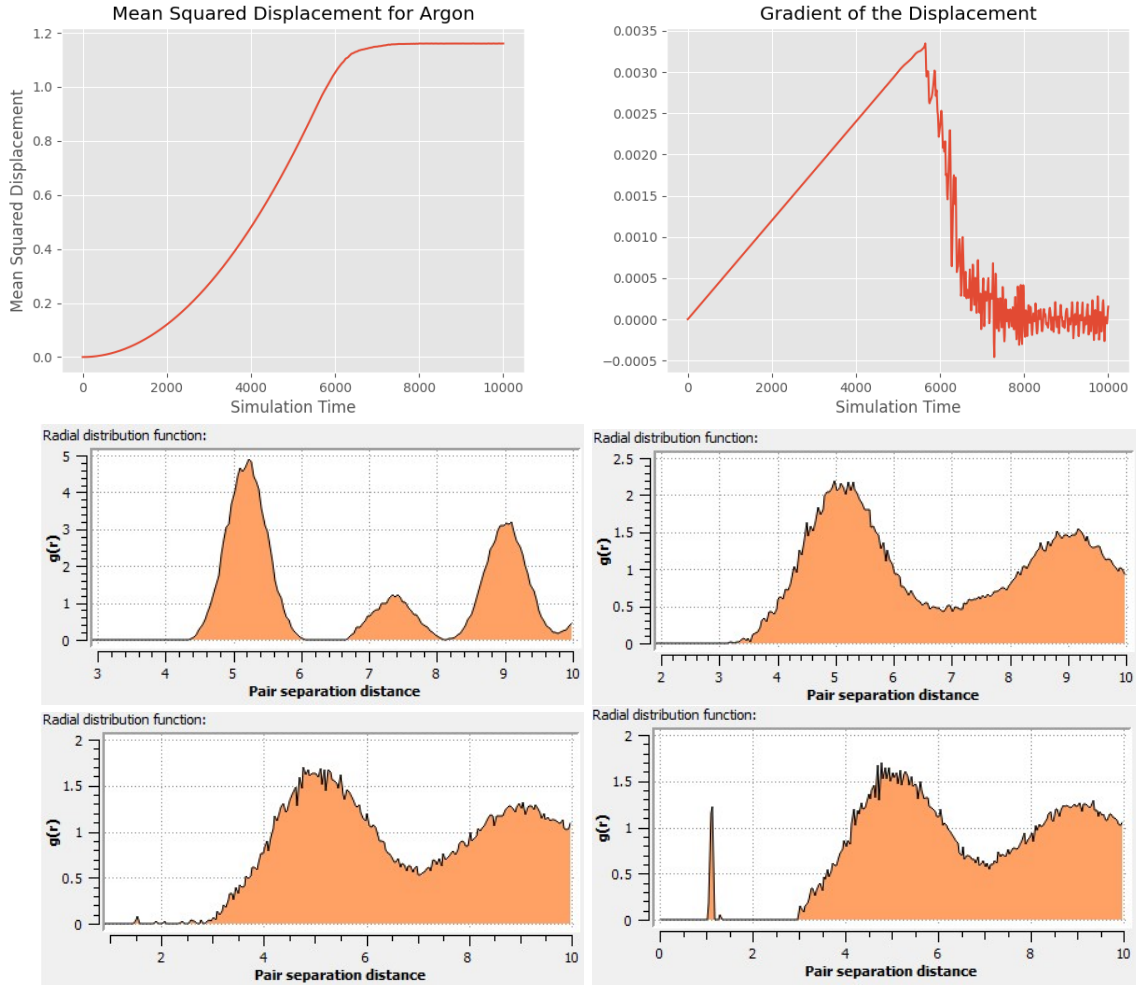 Mean Squared Displacement for Argon
1.2
1.0
0.8
0.6
0.4
0.2
0.0
Mean Squared Displacement
0 2000 4000 6000 8000 10000
Simulation Time
Gradient of the Displacement
0.0035
0.0030
0.0025
0.0020
0.0015
0.0010
0.0005
0.0000
−0.0005
0 2000 4000 6000 8000 10000
Simulation Time
Radial distribution function:
5
4
3
2
1
0
g(r)
3 4 5 6 7 8 9 10
Pair separation distance
Radial distribution function:
2.5
2
1.5
1
0.5
0
g(r)
2 3 4 5 6 7 8 9 10
Pair separation distance
Radial distribution function:
2
1.5
1
0.5
0
g(r)
2 4 6 8 10
Pair separation distance
Radial distribution function:
2
1.5
1
0.5
0
g(r)
0 1 2 3 4 5 6 7 8 9 10
Pair separation distance